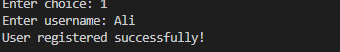 Enter choice: 1
Enter username: Ali
User registered successfully!